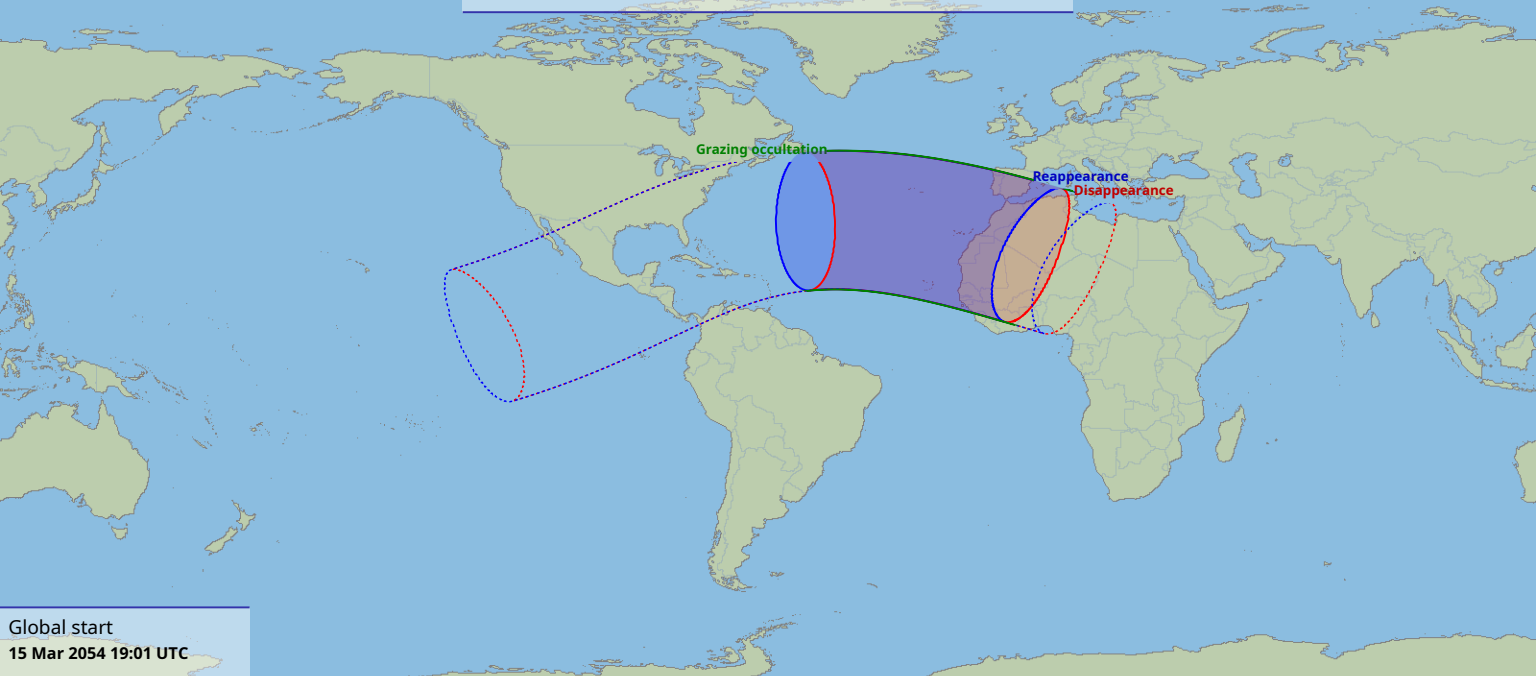 Grazing occultation
Reappearance
Disappearance
Global start
15 Mar 2054 19:01 UTC